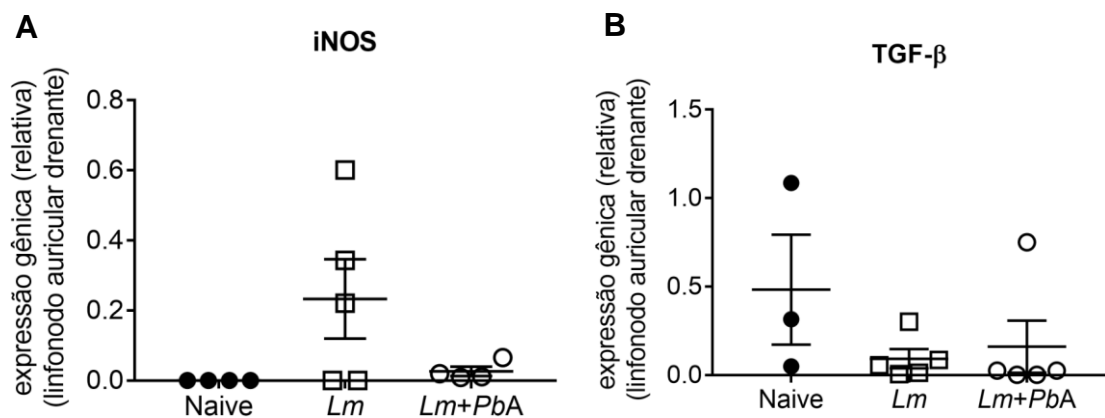 A
iNOS
expressão gênica (relativa)
(linfonodo auricular drenante)
0.8
0.6
0.4
0.2
0.0
Naive Lm Lm+PbA
B
TGF-β
expressão gênica (relativa)
(linfonodo auricular drenante)
1.5
1.0
0.5
0.0
Naive Lm Lm+PbA